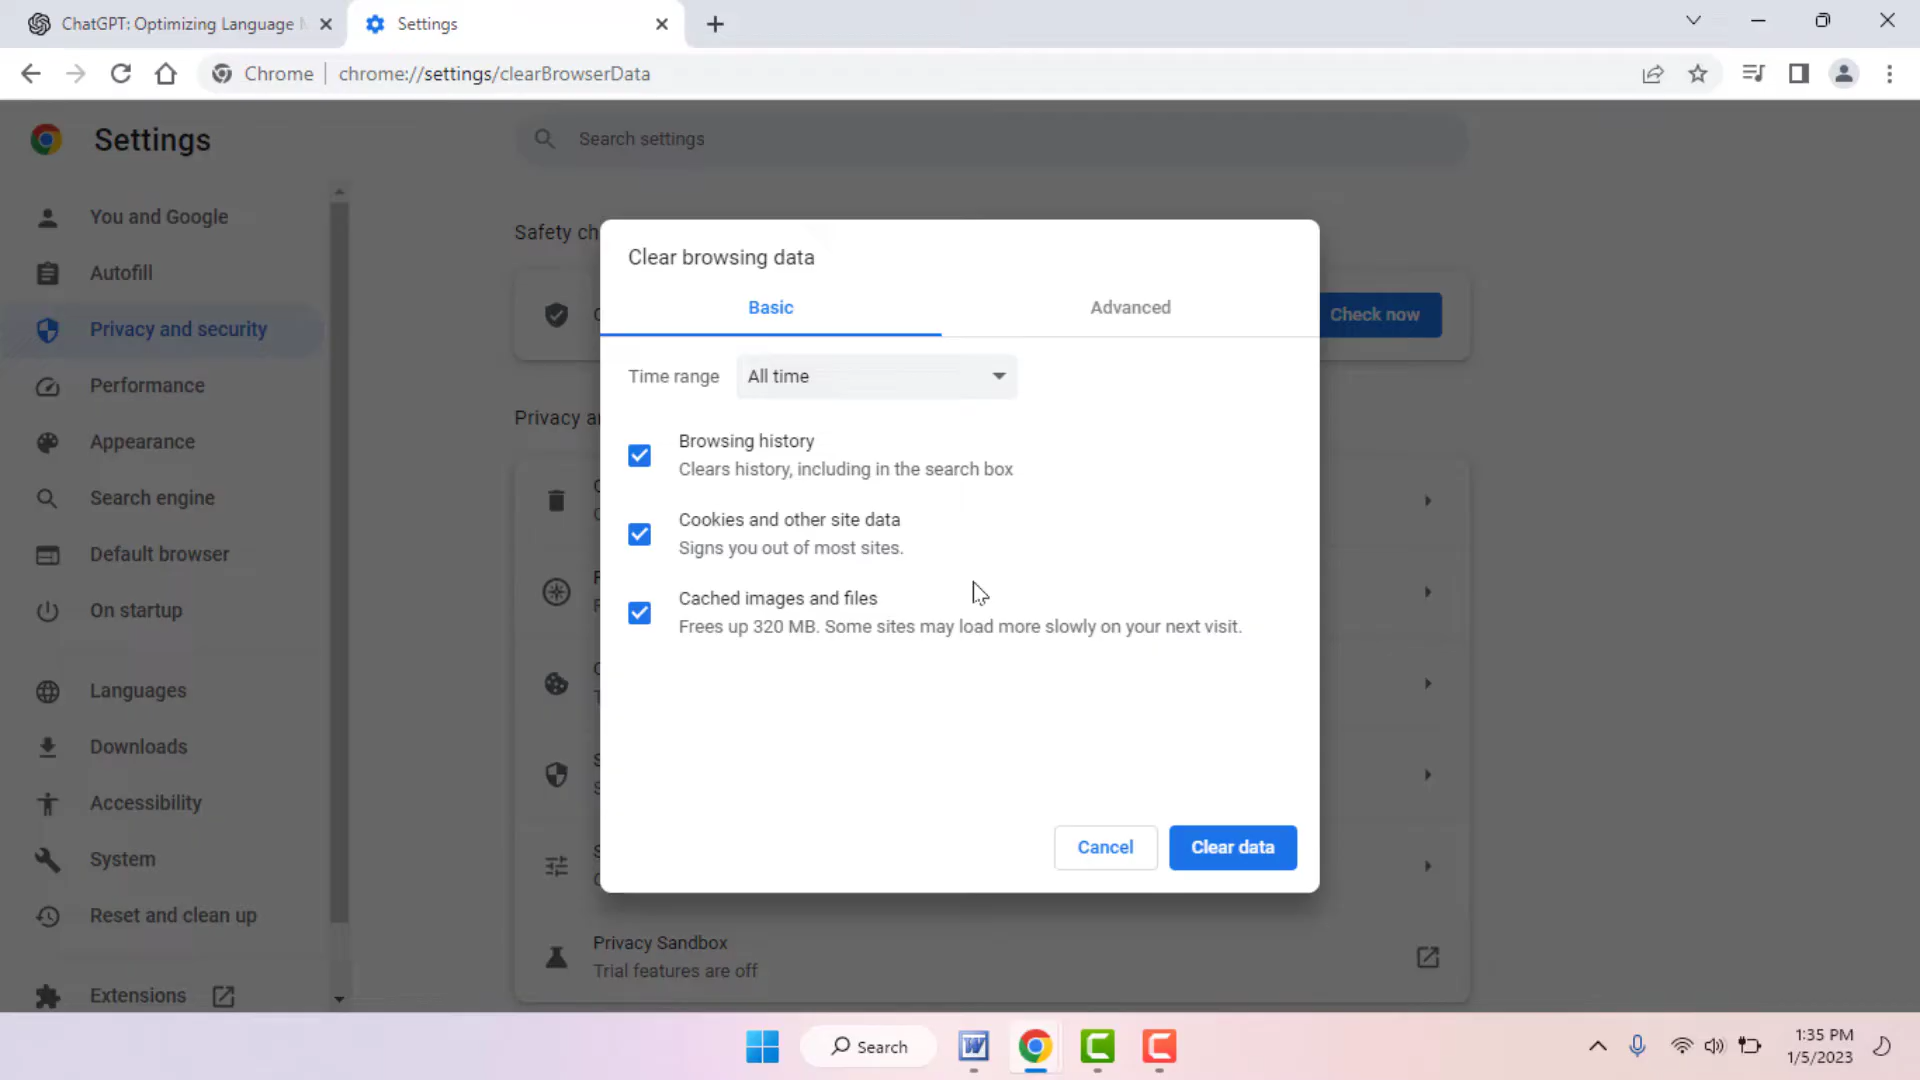 ChatGPT: Optimizing Language
Settings
Chrome
chrome://settings/clearBrowserData
Settings
Search settings
You and Google
Autofill
Privacy and security
Performance
Appearance
Search engine
Default browser
On startup
Languages
Downloads
Accessibility
System
Reset and clean up
Extensions
Safety ch
Check now
Privacy a
Clear browsing data
Basic
Advanced
Time range
All time
Browsing history
Clears history, including in the search box
Cookies and other site data
Signs you out of most sites.
Cached images and files
Frees up 320 MB. Some sites may load more slowly on your next visit.
Cancel
Clear data
Privacy Sandbox
Trial features are off
Search
1:35 PM
1/5/2023